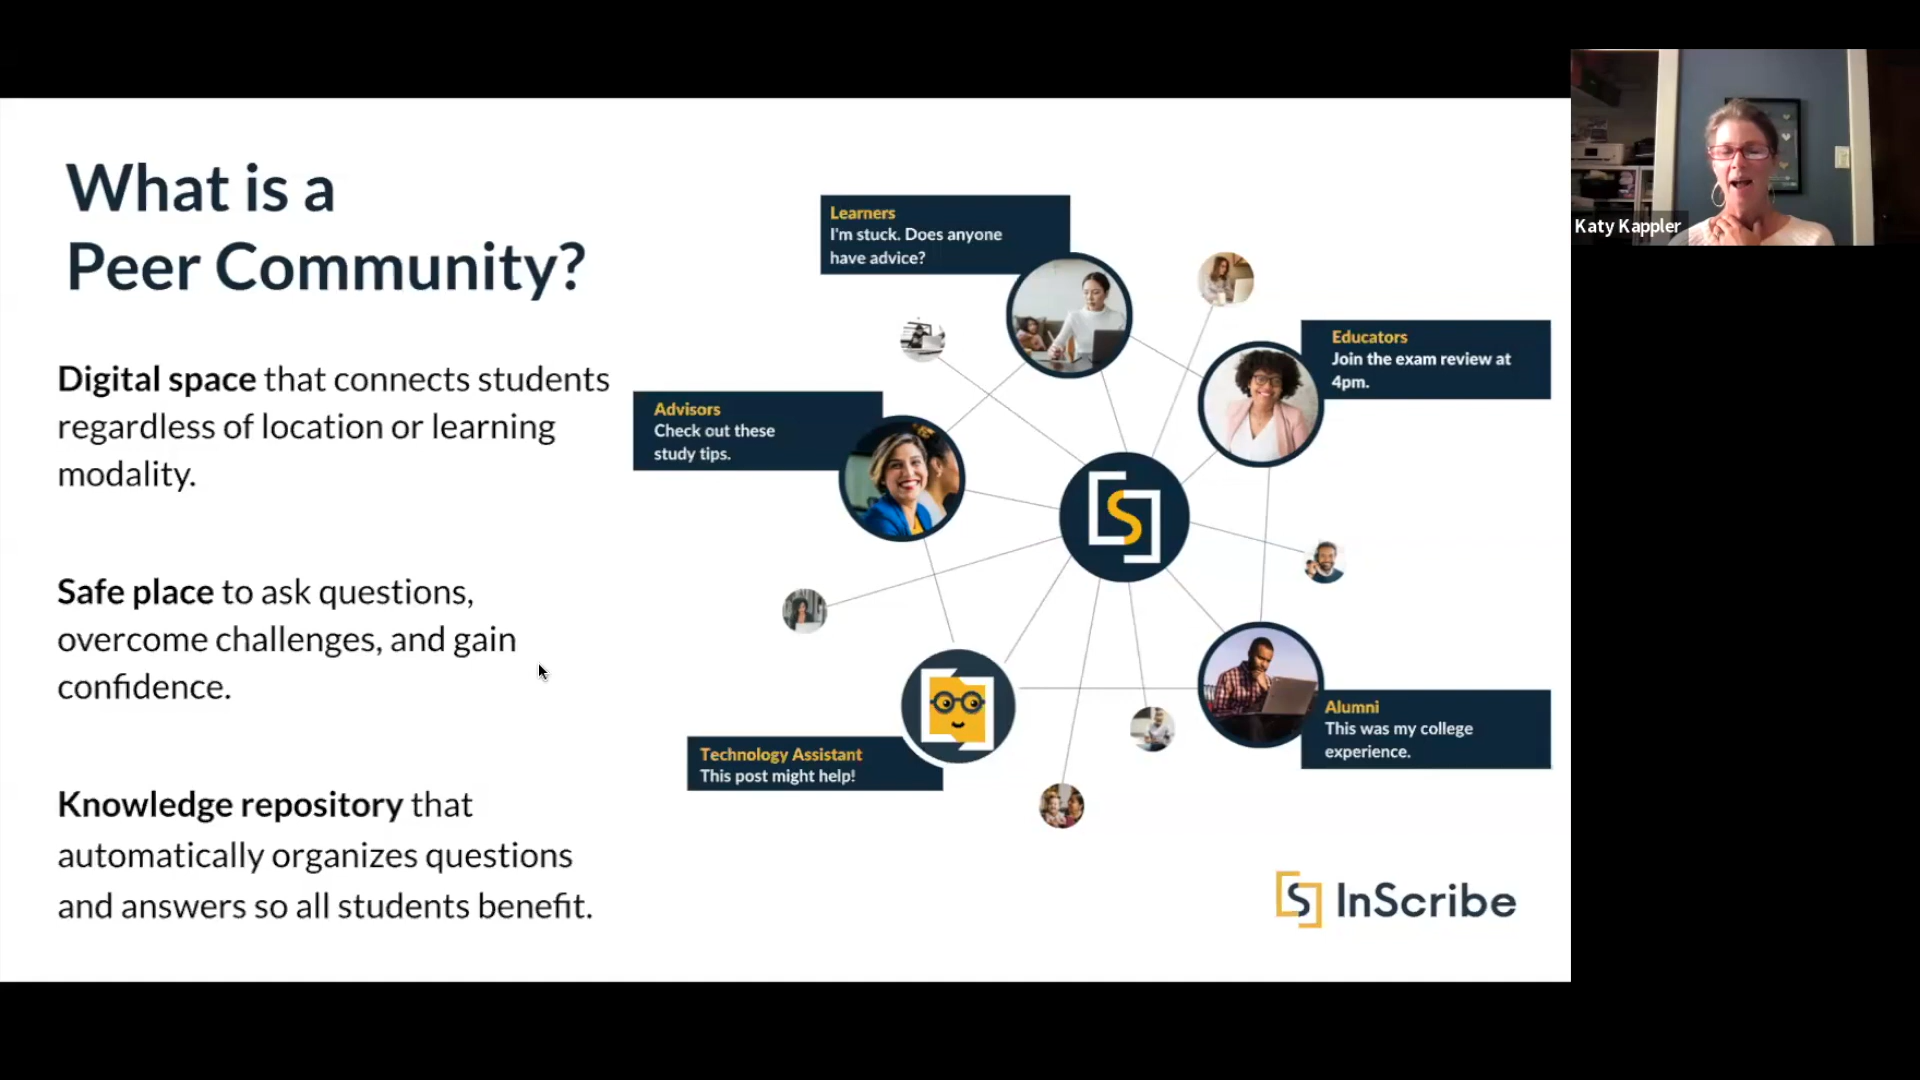 What is a
Peer Community?
Digital space that connects students
regardless of location or learning
modality.
Safe place to ask questions,
overcome challenges, and gain
confidence.
Knowledge repository that
automatically organizes questions
and answers so all students benefit.
Learners
I'm stuck. Does anyone
have advice?
Educators
Join the exam review at
4pm.
Advisors
Check out these
study tips.
Technology Assistant
This post might help!
Alumni
This was my college
experience.
InScribe
Katy Kappler